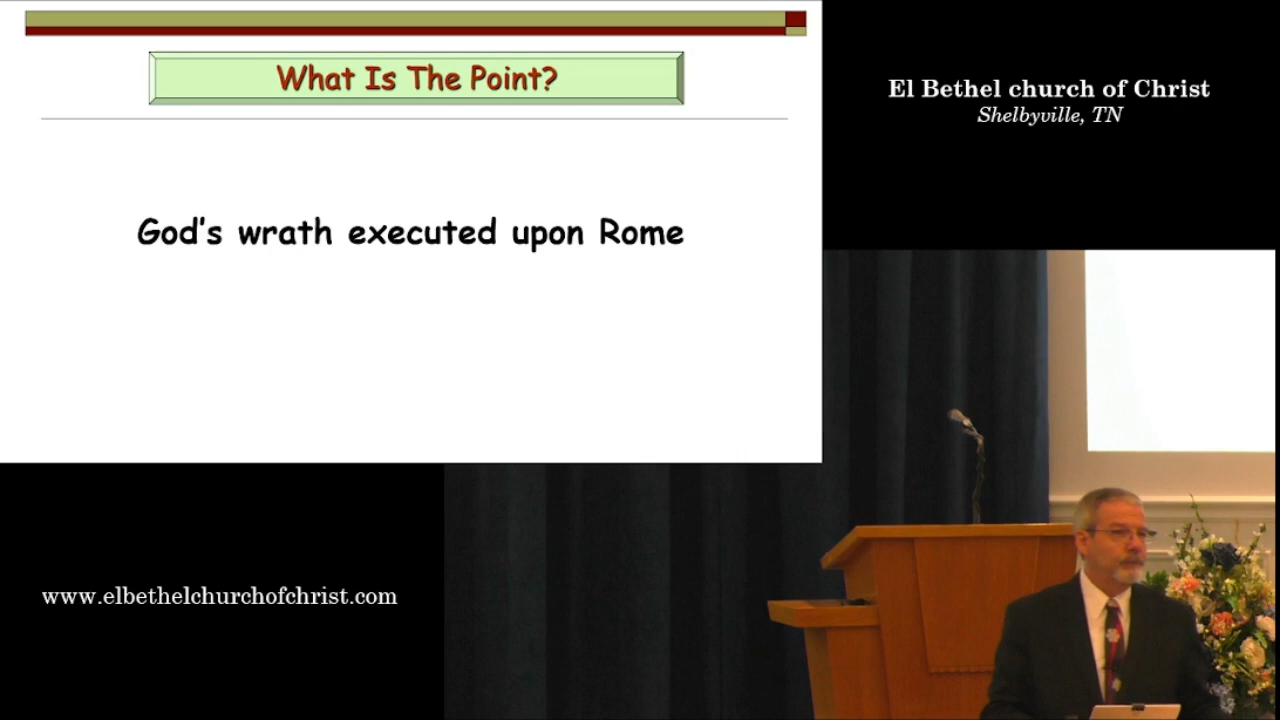 What Is The Point?
God's wrath executed upon Rome
El Bethel church of Christ
Shelbyville, TN
www.elbethelchurchofchrist.com